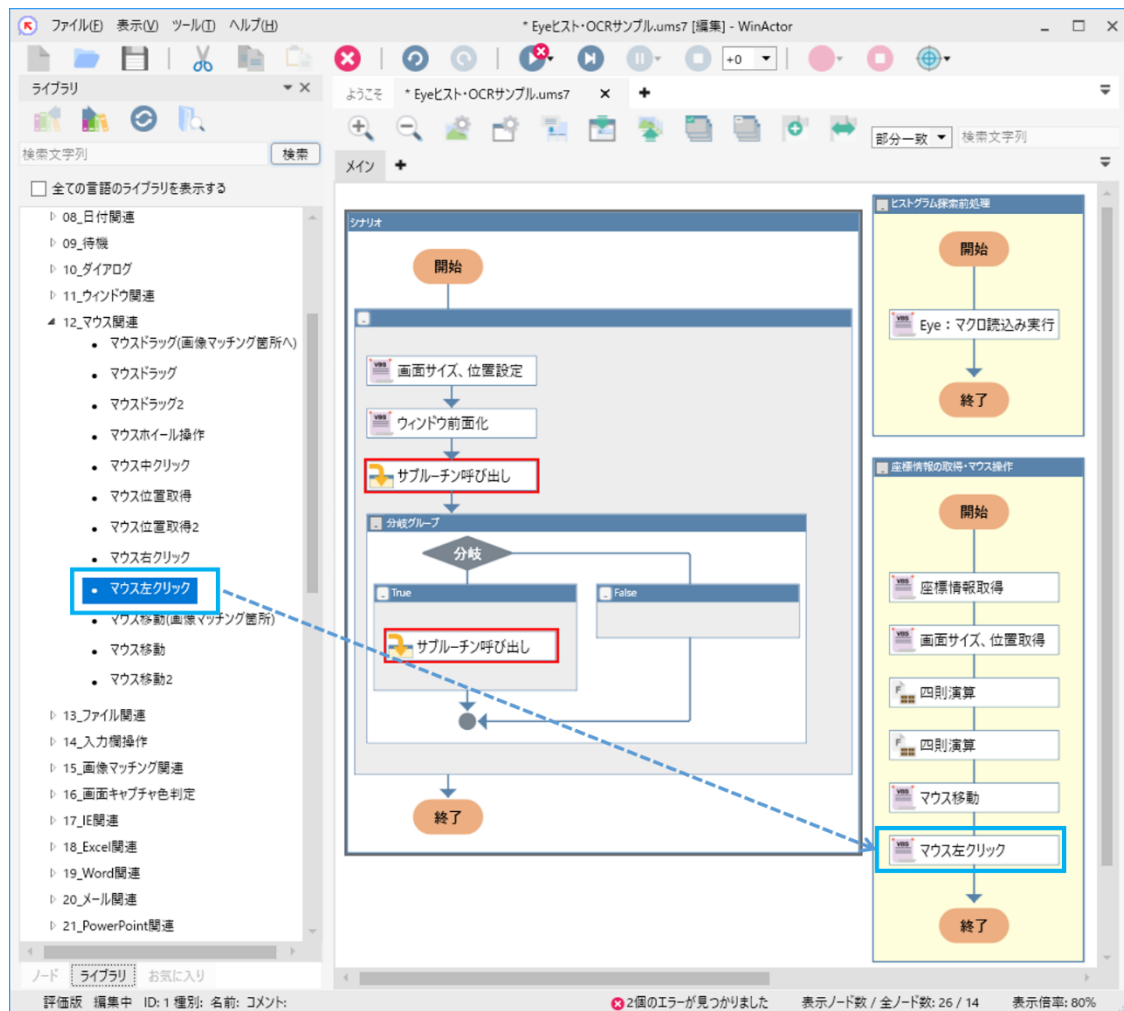 ファイル(F) 表示(V) ツール(T) ヘルプ(H)
* Eyeヒスト・OCRサンプル.ums7 [編集] - WinActor
+0
ライブラリ
検索文字列
検索
全ての言語のライブラリを表示する
08_日付関連
09_待機
10_ダイアログ
11_ウィンドウ関連
12_マウス関連
マウスドラッグ(画像マッチング箇所へ)
マウスドラッグ
マウスドラッグ2
マウスホイール操作
マウス中クリック
マウス位置取得
マウス位置取得2
マウス右クリック
マウス左クリック
マウス移動(画像マッチング箇所)
マウス移動
マウス移動2
13_ファイル関連
14_入力欄操作
15_画像マッチング関連
16_画面キャプチャ色判定
17_IE関連
18_Excel関連
19_Word関連
20_メール関連
21_PowerPoint関連
ノード ライブラリ お気に入り
ようこそ * Eyeヒスト・OCRサンプル.ums7
部分一致 検索文字列
メイン
シナリオ
開始
VBS 画面サイズ、位置設定
VBS ウィンドウ前面化
サブルーチン呼び出し
分岐グループ
分岐
True
False
サブルーチン呼び出し
終了
ヒストグラム探索前処理
開始
VBS Eye：マクロ読込み実行
終了
座標情報の取得・マウス操作
開始
VBS 座標情報取得
VBS 画面サイズ、位置取得
F 四則演算
F 四則演算
VBS マウス移動
VBS マウス左クリック
終了
評価版 編集中 ID: 1 種別: 名前: コメント:
2個のエラーが見つかりました
表示ノード数 / 全ノード数: 26 / 14
表示倍率: 80%